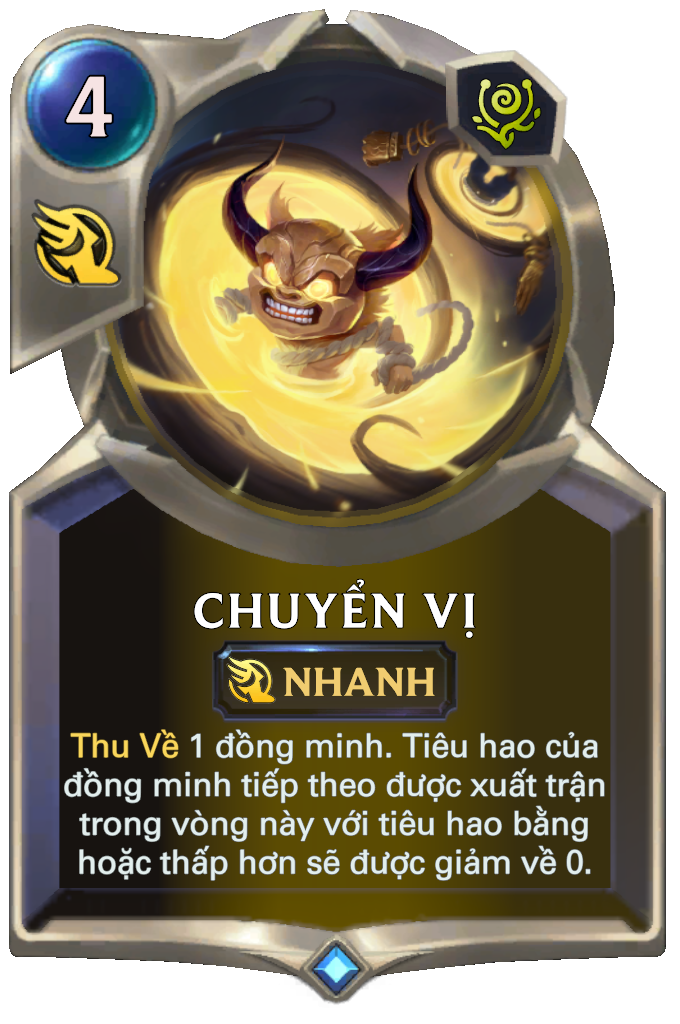 4
CHUYỂN VỊ
NHANH
Thu Về 1 đồng minh. Tiêu hao của
đồng minh tiếp theo được xuất trận
trong vòng này với tiêu hao bằng
hoặc thấp hơn sẽ được giảm về 0.